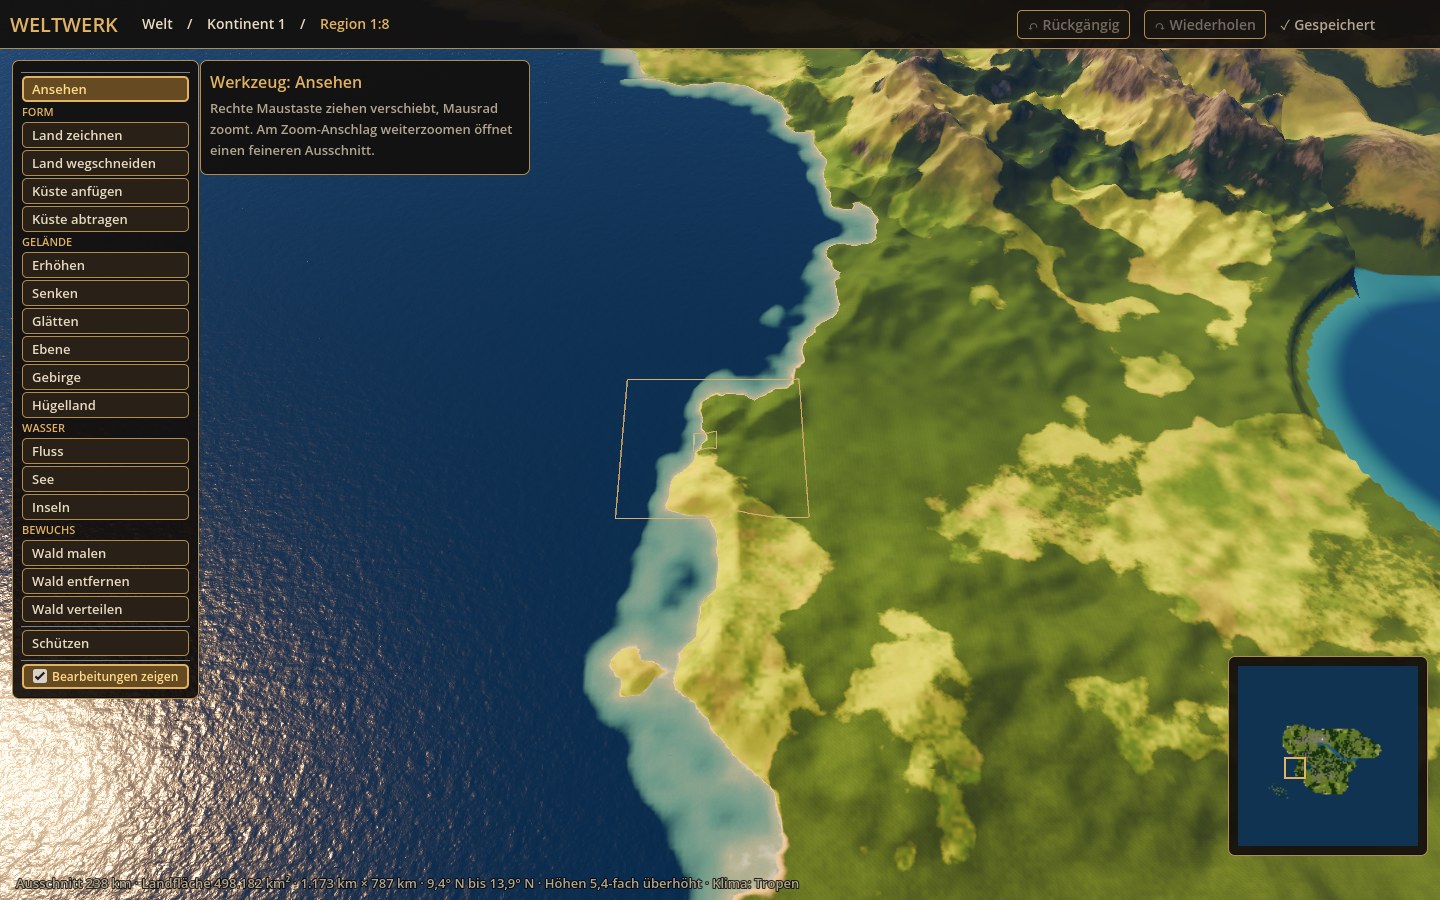 WELTWERK Welt / Kontinent 1 / Region 1:8 Rückgängig Wiederholen ✓ Gespeichert
Ansehen
FORM
Land zeichnen
Land wegschneiden
Küste anfügen
Küste abtragen
GELÄNDE
Erhöhen
Senken
Glätten
Ebene
Gebirge
Hügelland
WASSER
Fluss
See
Inseln
BEWUCHS
Wald malen
Wald entfernen
Wald verteilen
Schützen
Bearbeitungen zeigen
Werkzeug: Ansehen
Rechte Maustaste ziehen verschiebt, Mausrad
zoomt. Am Zoom-Anschlag weiterzoomen öffnet
einen feineren Ausschnitt.
Ausschnitt 238 km · Landfläche 498.182 km² · 1.173 km × 787 km · 9,4° N bis 13,9° N · Höhen 5,4-fach überhöht · Klima: Tropen